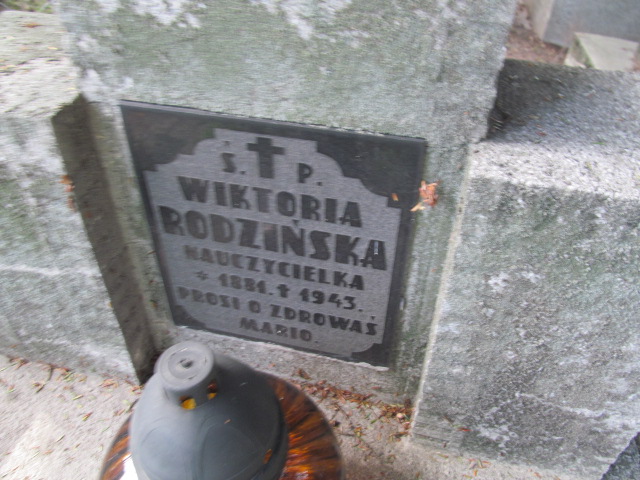 Ś. P.
WIKTORIA
RODZIŃSKA
NAUCZYCIELKA
* 1881. † 1943.
PROSI O ZDROWAŚ
MARIO.